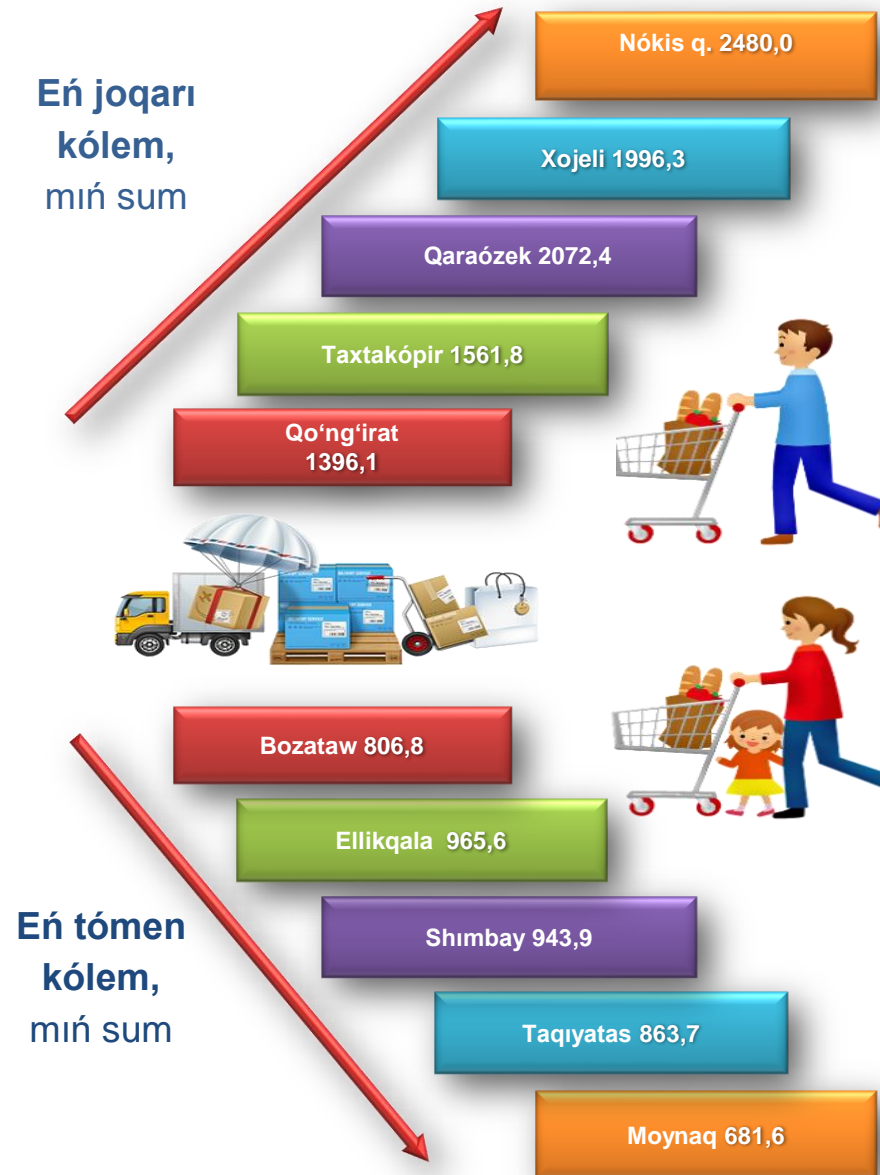 Eń joqarı
kólem,
mıń sum
Nókis q. 2480,0
Xojeli 1996,3
Qaraózek 2072,4
Taxtakópir 1561,8
Qo‘ng‘irat
1396,1
Bozataw 806,8
Ellikqala 965,6
Shımbay 943,9
Taqıyatas 863,7
Moynaq 681,6
Eń tómen
kólem,
mıń sum